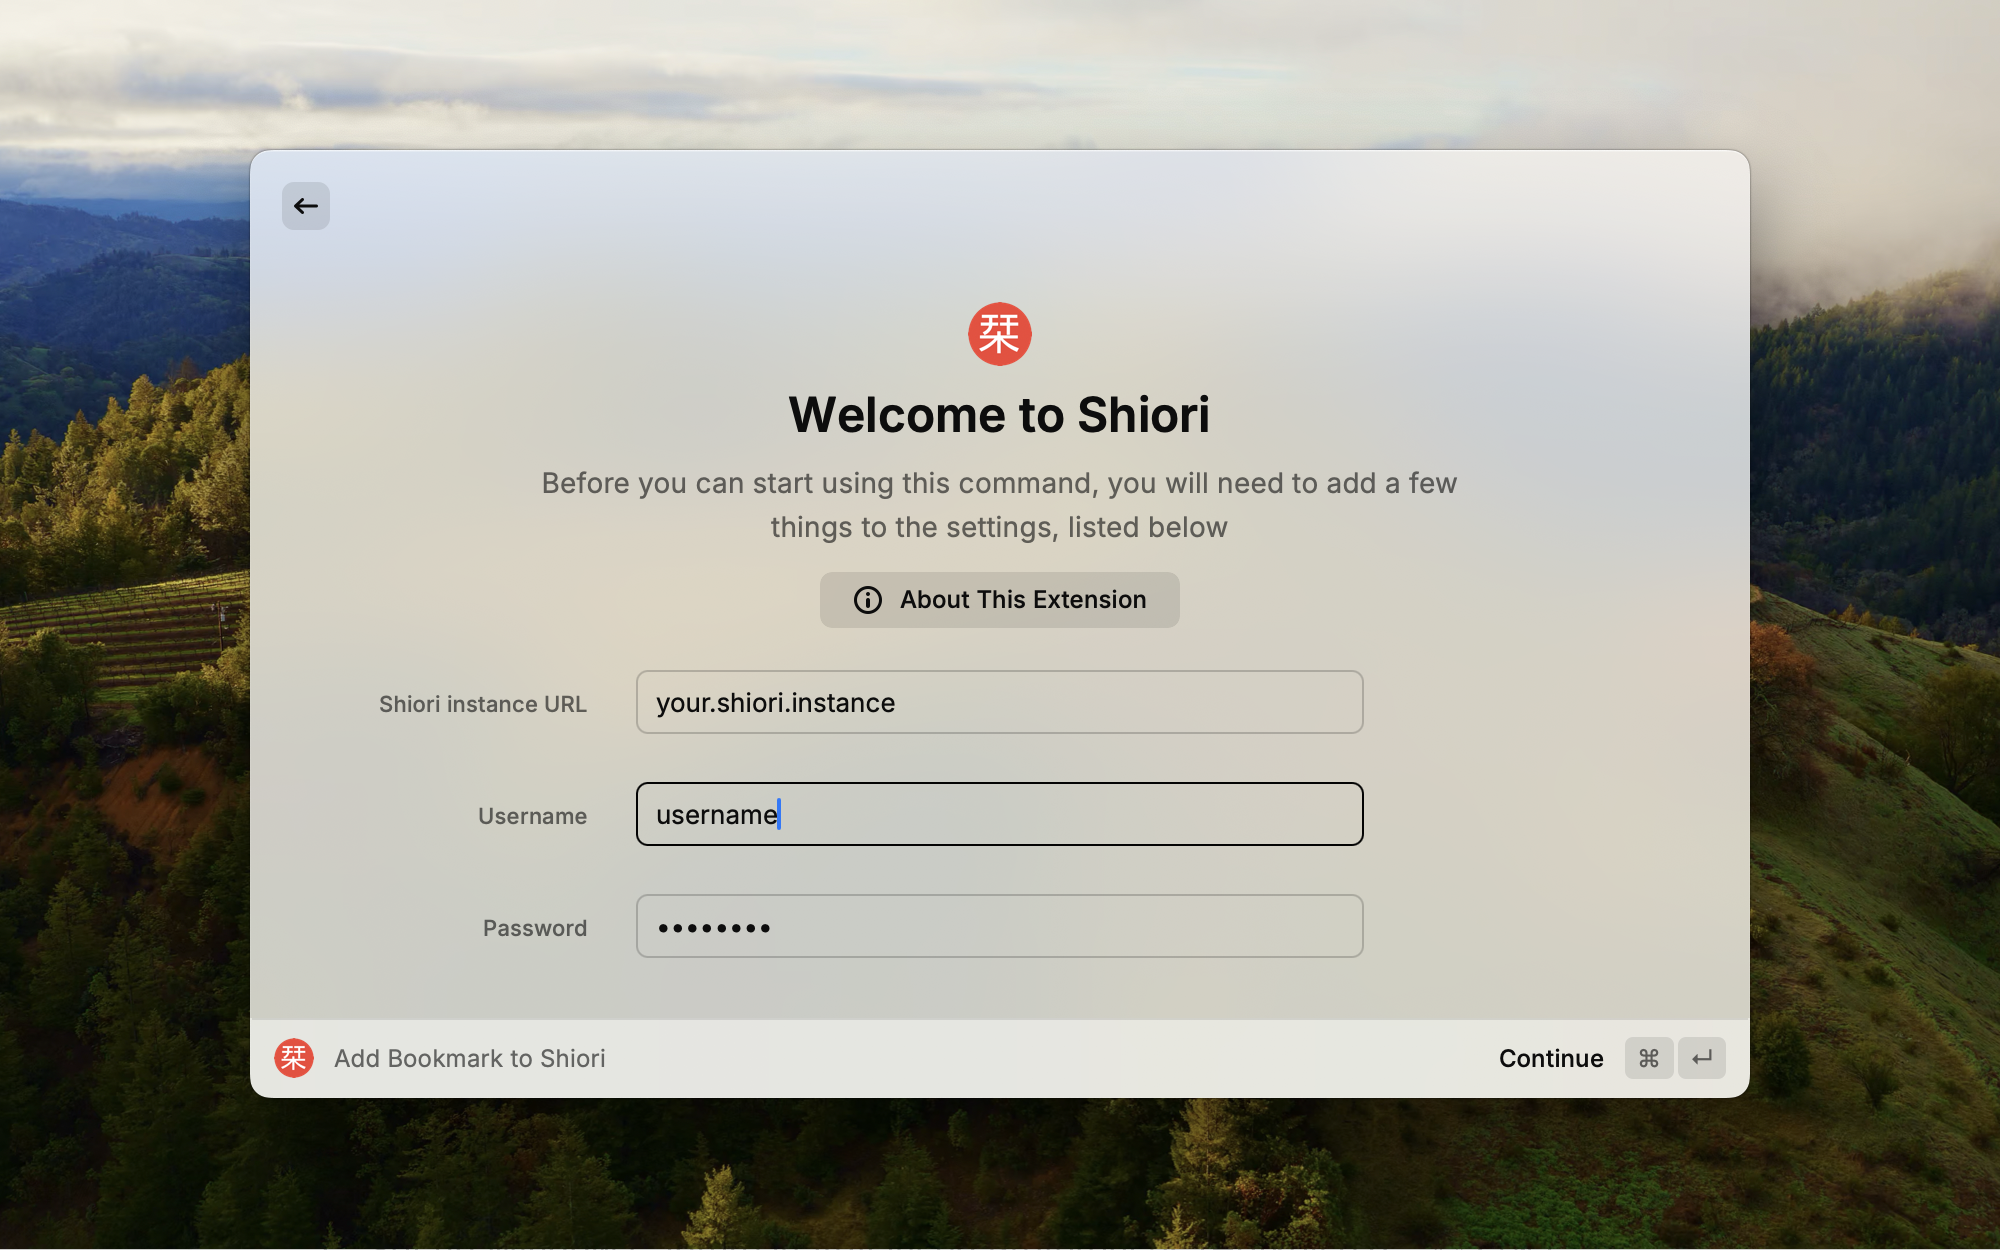 栞
Welcome to Shiori
Before you can start using this command, you will need to add a few
things to the settings, listed below
About This Extension
Shiori instance URL
your.shiori.instance
Username
username
Password
••••••••
栞
Add Bookmark to Shiori
Continue ⌘ ↵